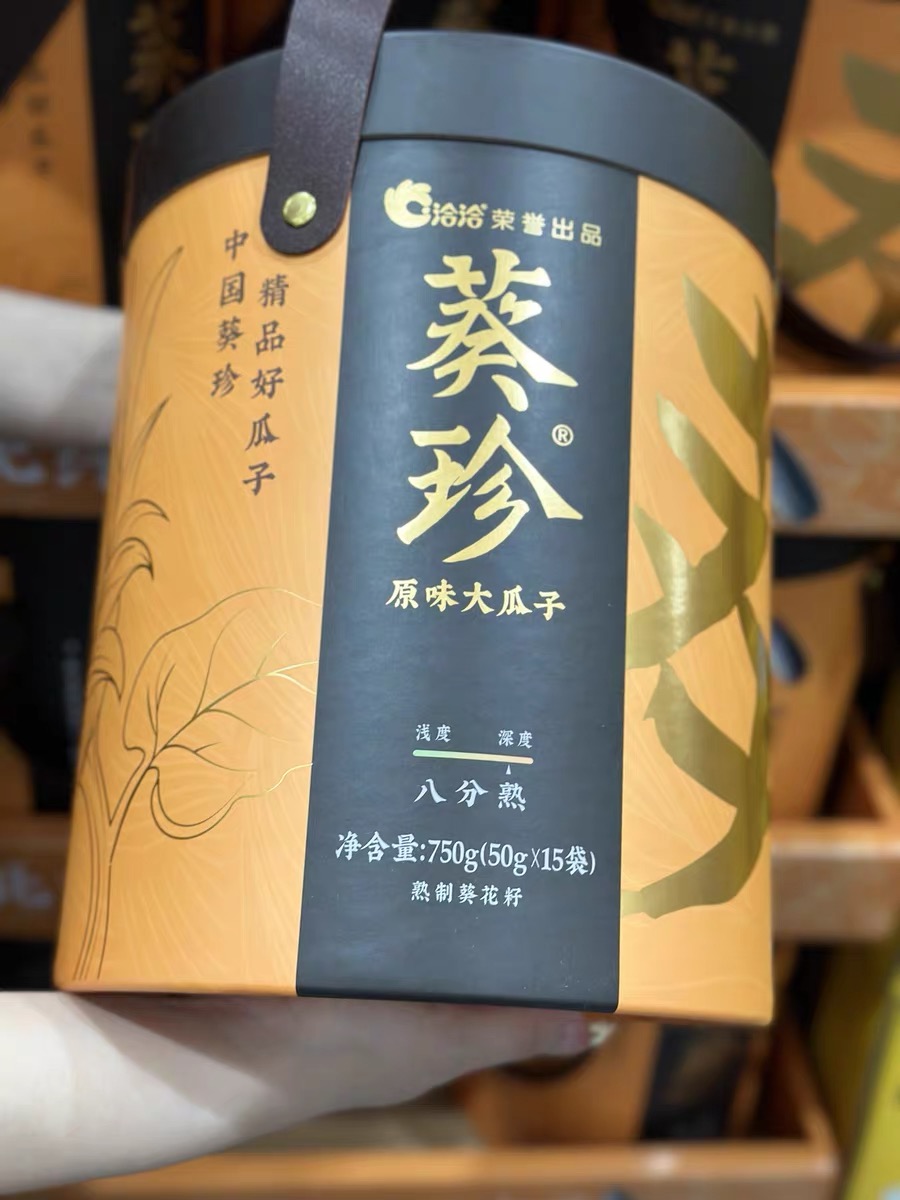 洽洽®荣誉出品
葵珍®
原味大瓜子
浅度 深度
八分熟
净含量:750g(50g×15袋)
熟制葵花籽
中国葵珍
精品好瓜子